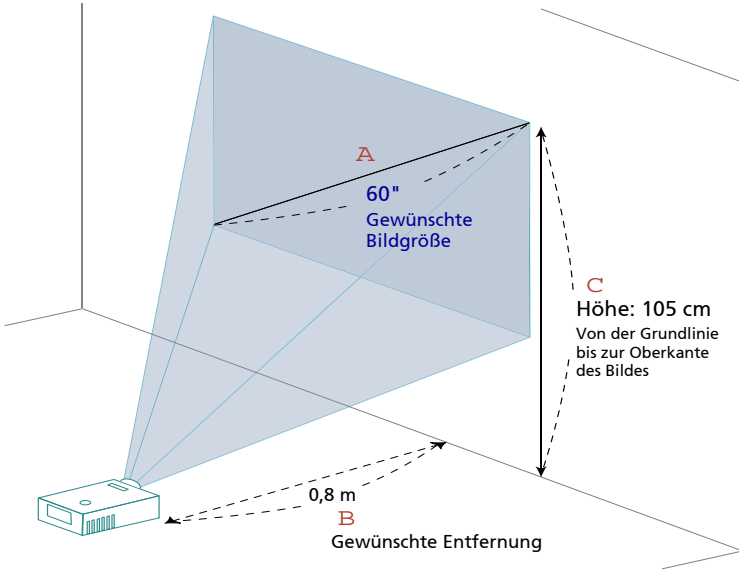 A
60"
Gewünschte
Bildgröße
C
Höhe: 105 cm
Von der Grundlinie
bis zur Oberkante
des Bildes
0,8 m
B
Gewünschte Entfernung